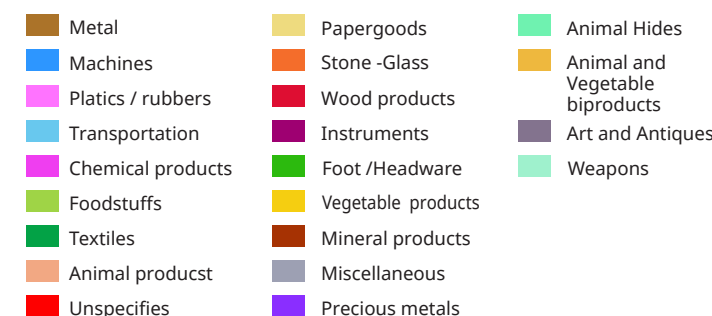 Metal
Machines
Platics / rubbers
Transportation
Chemical products
Foodstuffs
Textiles
Animal producst
Unspecifies
Papergoods
Stone -Glass
Wood products
Instruments
Foot /Headware
Vegetable products
Mineral products
Miscellaneous
Precious metals
Animal Hides
Animal and
Vegetable
biproducts
Art and Antiques
Weapons